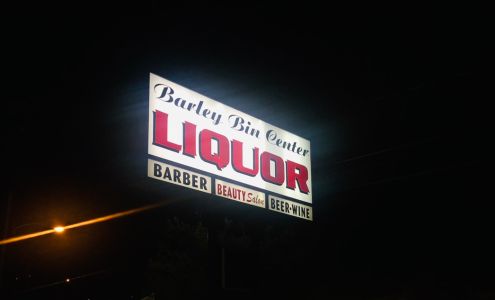 Barley Bin Center
LIQUOR
BARBER BEAUTY Salon BEER-WINE